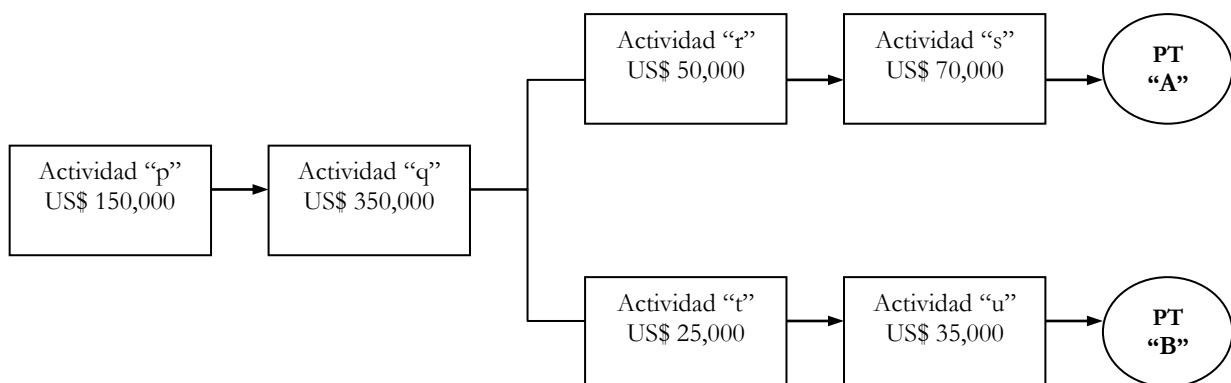 Actividad “r”
US$ 50,000
Actividad “s”
US$ 70,000
PT
“A”
Actividad “p”
US$ 150,000
Actividad “q”
US$ 350,000
Actividad “t”
US$ 25,000
Actividad “u”
US$ 35,000
PT
“B”